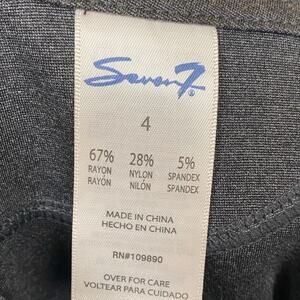 Seven7®
4
67% 28% 5%
RAYON NYLON SPANDEX
RAYÓN NILÓN SPANDEX
MADE IN CHINA
HECHO EN CHINA
RN#109890
OVER FOR CARE
VOLTEAR PARA CUIDADO